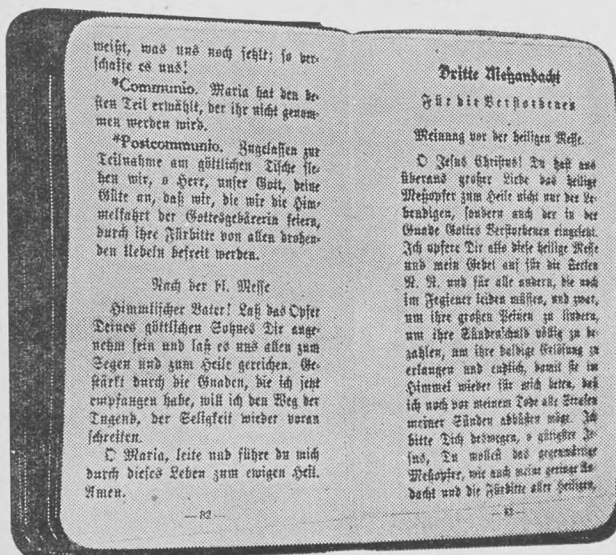 weißt, was uns noch fehlt; so ver-
schaffe es uns!
*Communio. Maria hat den be-
sten Teil erwählt, der ihr nicht genom-
men werden wird.
*Postcommunio. Zugelassen zur
Teilnahme am göttlichen Tische fle-
hen wir, o Herr, unser Gott, deine
Güte an, daß wir, die wir die Him-
melfahrt der Gottesgebärerin feiern,
durch ihre Fürbitte von allen drohen-
den Uebeln befreit werden.
Nach der hl. Messe
Himmlischer Vater! Laß das Opfer
Deines göttlichen Sohnes Dir ange-
nehm sein und laß es uns allen zum
Segen und zum Heile gereichen. Ge-
stärkt durch die Gnaden, die ich jetzt
empfangen habe, will ich den Weg der
Tugend, der Seligkeit wieder voran
schreiten.
O Maria, leite und führe du mich
durch dieses Leben zum ewigen Heil.
Amen.
— 82 —
Dritte Meßandacht
Für die Verstorbenen
Meinung vor der heiligen Messe.
O Jesus Christus! Du hast aus
überaus großer Liebe das heilige
Meßopfer zum Heile nicht nur der Le-
bendigen, sondern auch der in der
Gnade Gottes Verstorbenen eingesetzt.
Ich opfere Dir also diese heilige Messe
und mein Gebet auf für die Seelen
N. N. und für alle andern, die noch
im Fegfeuer leiden müssen, und zwar,
um ihre großen Peinen zu lindern,
um ihre Sündenschuld völlig zu be-
zahlen, um ihre baldige Erlösung zu
erlangen und endlich, damit sie im
Himmel wieder für mich beten, daß
ich noch vor meinem Tode alle Strafen
meiner Sünden abbüßen möge. Ich
bitte Dich deswegen, o gütigster Je-
sus, Du wollest das gegenwärtige
Meßopfer, wie auch meine geringe An-
dacht und die Fürbitte aller Heiligen,
— 83 —